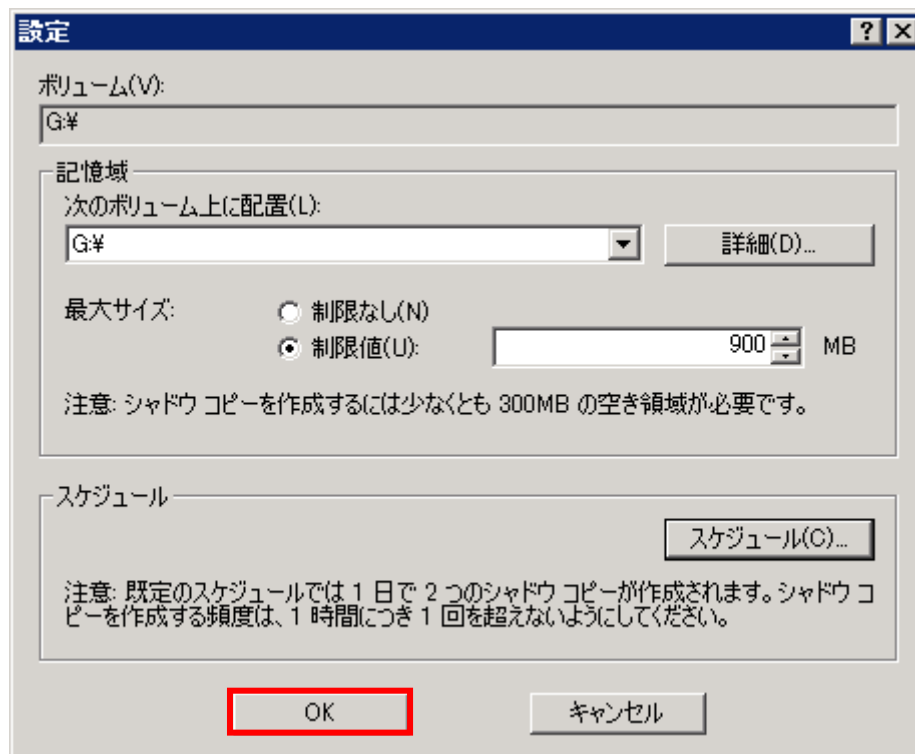 設定
ボリューム(V):
G:¥
記憶域
次のボリューム上に配置(L):
G:¥
詳細(D)...
最大サイズ:
制限なし(N)
制限値(U):
900
MB
注意: シャドウ コピーを作成するには少なくとも 300MB の空き領域が必要です。
スケジュール
スケジュール(C)...
注意: 既定のスケジュールでは 1 日で 2 つのシャドウ コピーが作成されます。シャドウ コ
ピーを作成する頻度は、1 時間につき 1 回を超えないようにしてください。
OK
キャンセル